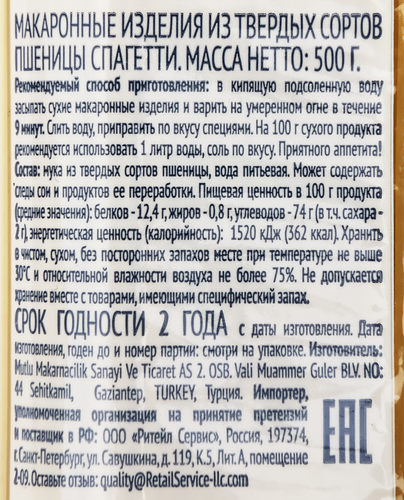 МАКАРОННЫЕ ИЗДЕЛИЯ ИЗ ТВЕРДЫХ СОРТОВ
ПШЕНИЦЫ СПАГЕТТИ. МАССА НЕТТО: 500 Г.
Рекомендуемый способ приготовления: в кипящую подсоленную воду
засыпать сухие макаронные изделия и варить на умеренном огне в течение
9 минут. Слить воду, приправить по вкусу специями. На 100 г сухого продукта
рекомендуется использовать 1 литр воды, соль по вкусу. Приятного аппетита!
Состав: мука из твердых сортов пшеницы, вода питьевая. Может содержать
следы сои и продуктов ее переработки. Пищевая ценность в 100 г продукта
(средние значения): белков - 12,4 г, жиров - 0,8 г, углеводов - 74 г (в т.ч. сахара-
2 г), энергетическая ценность (калорийность): 1520 кДж (362 ккал). Хранить
в чистом, сухом, без посторонних запахов месте при температуре не выше
30°С и относительной влажности воздуха не более 75%. Не допускается
хранение вместе с товарами, имеющими специфический запах.
СРОК ГОДНОСТИ 2 ГОДА с даты изготовления. Дата
изготовления, годен до и номер партии: смотри на упаковке. Изготовитель:
Mutlu Makarnacilik Sanayi Ve Ticaret AS 2. OSB. Vali Muammer Guler BLV. NO:
44 Sehitkamil, Gaziantep, TURKEY, Турция. Импортер,
уполномоченная организация на принятие претензий
и поставщик в РФ: ООО «Ритейл Сервис», Россия, 197374,
г. Санкт-Петербург, ул. Савушкина, д. 119, К.5, Лит. А, помещение
2-09. Оставьте отзыв: quality@RetailService-llc.com
EAC